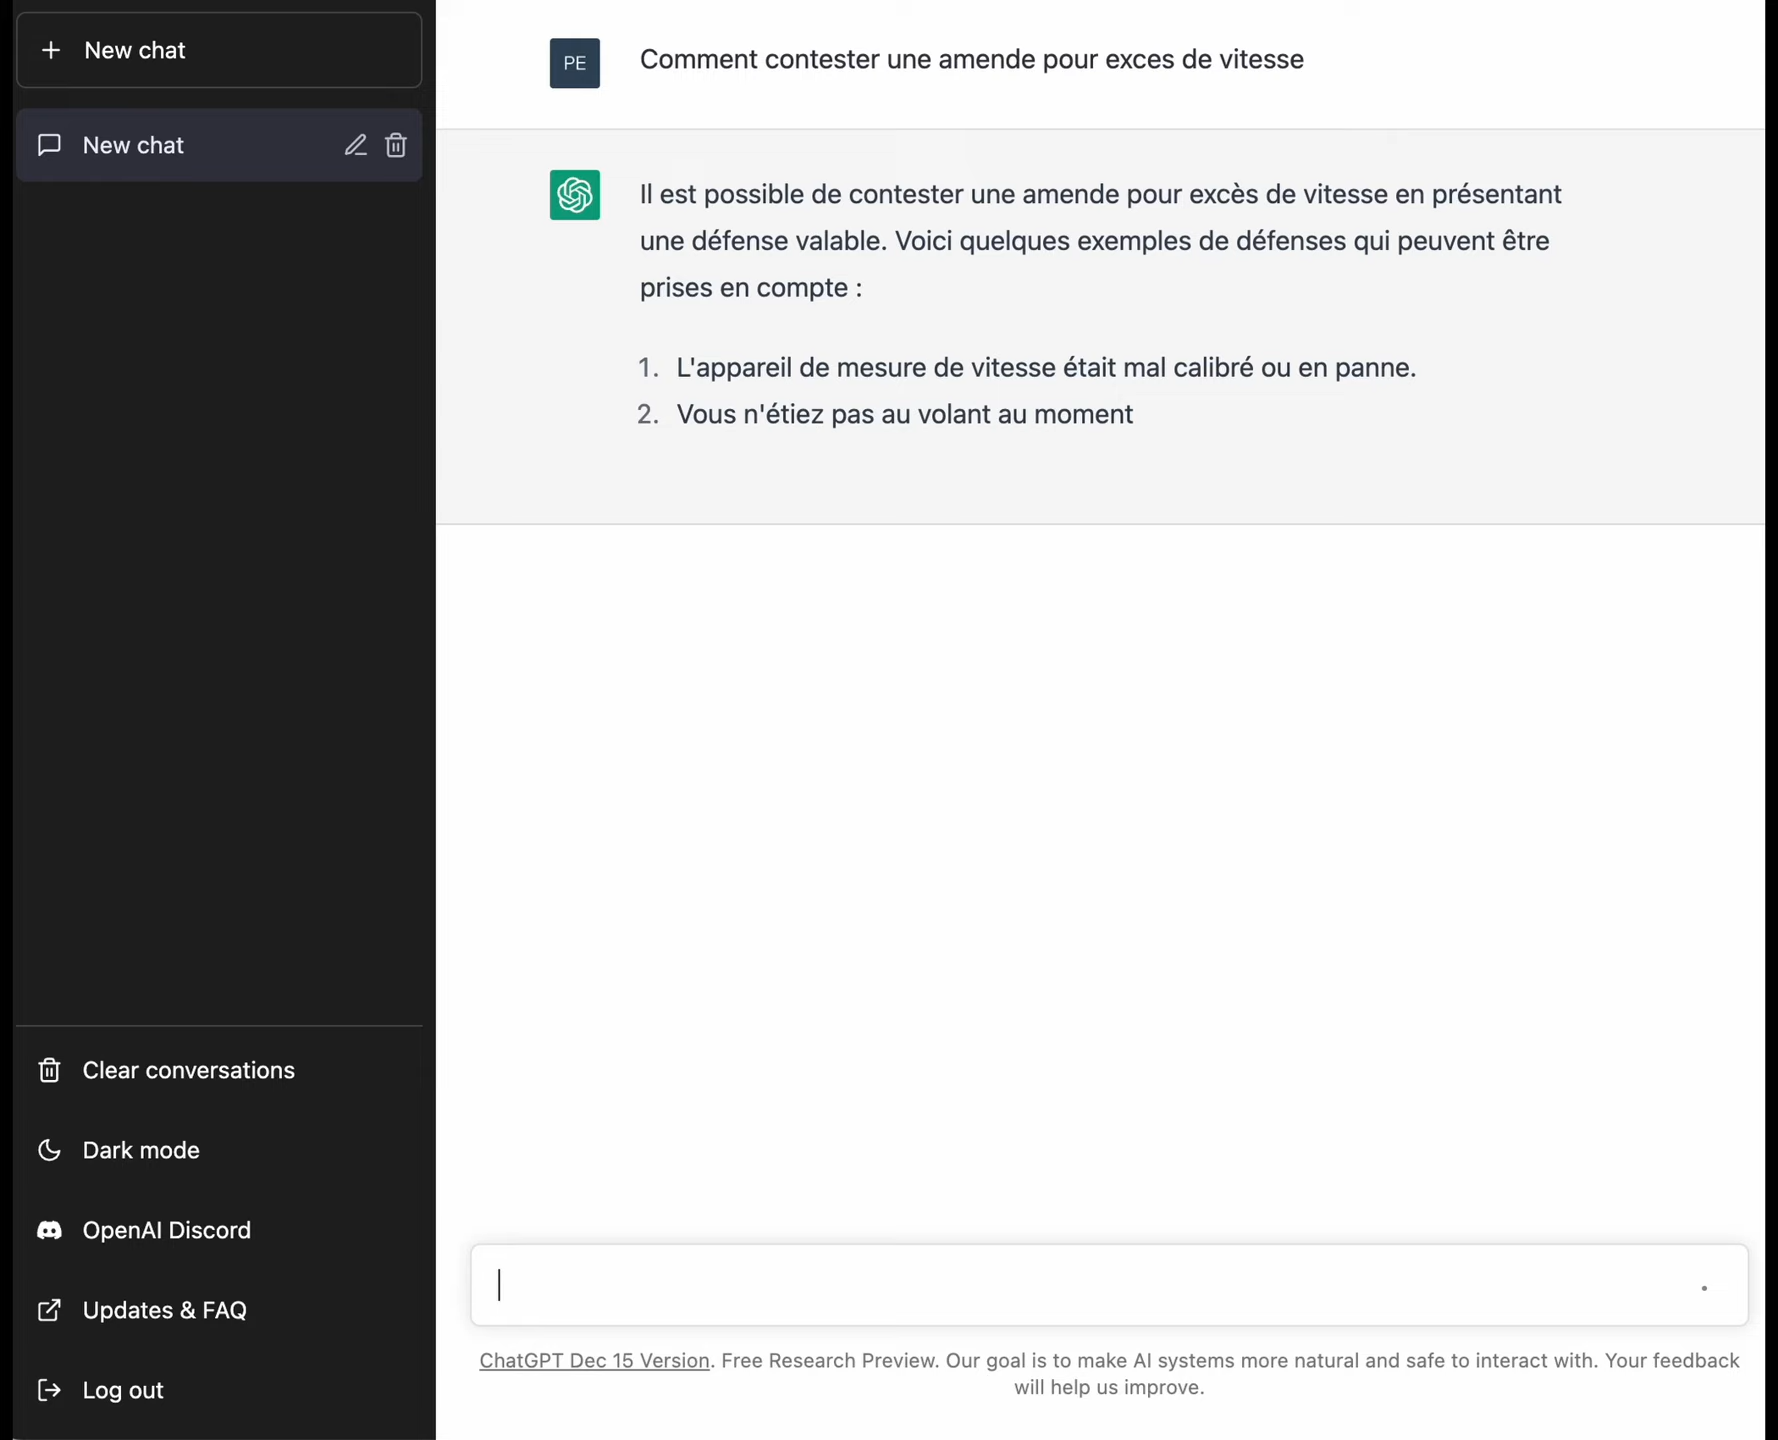 New chat
New chat
Clear conversations
Dark mode
OpenAI Discord
Updates & FAQ
Log out
PE
Comment contester une amende pour exces de vitesse
Il est possible de contester une amende pour excès de vitesse en présentant
une défense valable. Voici quelques exemples de défenses qui peuvent être
prises en compte :
1. L'appareil de mesure de vitesse était mal calibré ou en panne.
2. Vous n'étiez pas au volant au moment
ChatGPT Dec 15 Version. Free Research Preview. Our goal is to make AI systems more natural and safe to interact with. Your feedback
will help us improve.